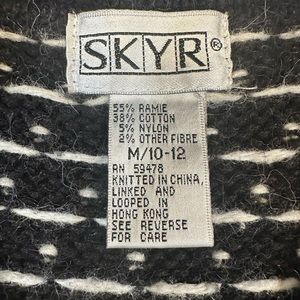 SKYR®
55% RAMIE
38% COTTON
5% NYLON
2% OTHER FIBRE
M/10-12
RN 59478
KNITTED IN CHINA,
LINKED AND
LOOPED IN
HONG KONG
SEE REVERSE
FOR CARE